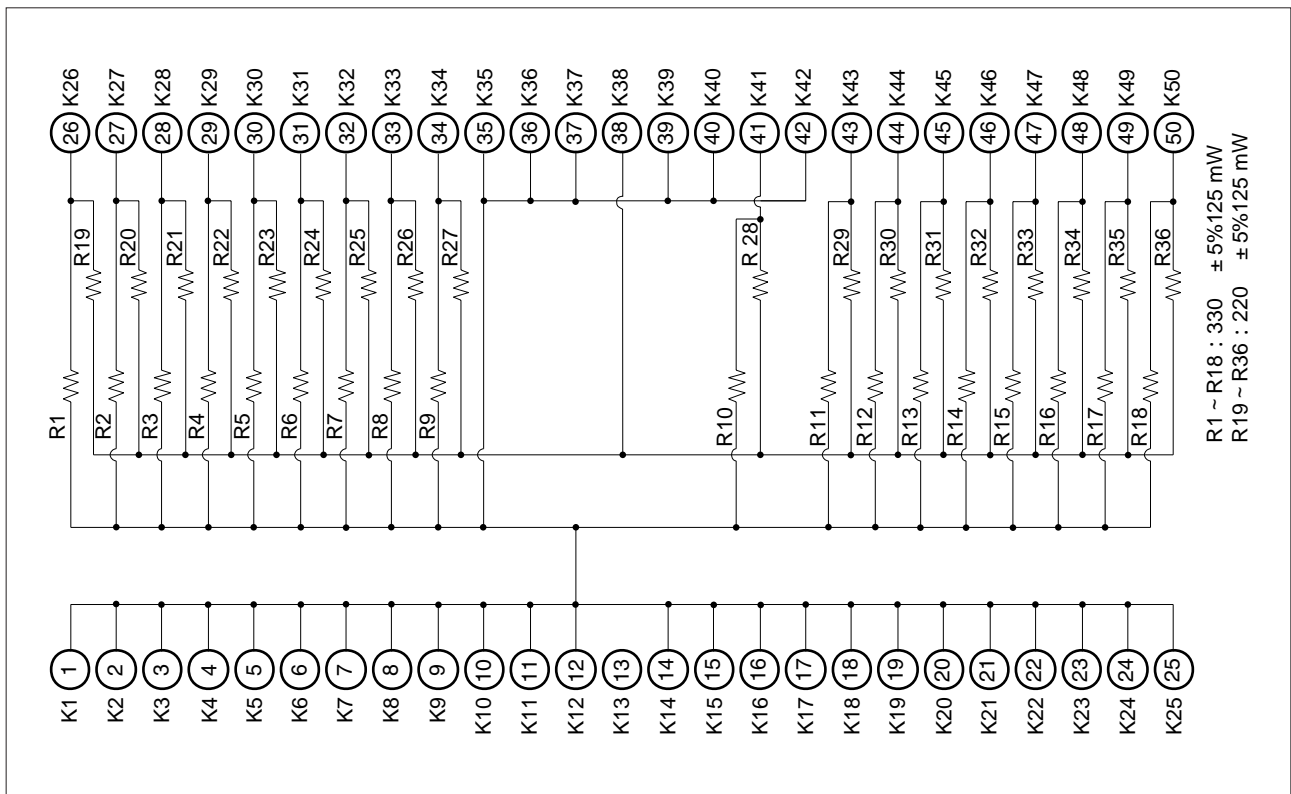 K26 K27 K28 K29 K30 K31 K32 K33 K34 K35 K36 K37 K38 K39 K40 K41 K42 K43 K44 K45 K46 K47 K48 K49 K50
26 27 28 29 30 31 32 33 34 35 36 37 38 39 40 41 42 43 44 45 46 47 48 49 50
R19 R20 R21 R22 R23 R24 R25 R26 R27 R 28 R29 R30 R31 R32 R33 R34 R35 R36
R1 R2 R3 R4 R5 R6 R7 R8 R9 R10 R11 R12 R13 R14 R15 R16 R17 R18
1 2 3 4 5 6 7 8 9 10 11 12 13 14 15 16 17 18 19 20 21 22 23 24 25
K1 K2 K3 K4 K5 K6 K7 K8 K9 K10 K11 K12 K13 K14 K15 K16 K17 K18 K19 K20 K21 K22 K23 K24 K25
R1 ~ R18 : 330 ± 5%125 mW
R19 ~ R36 : 220 ± 5%125 mW